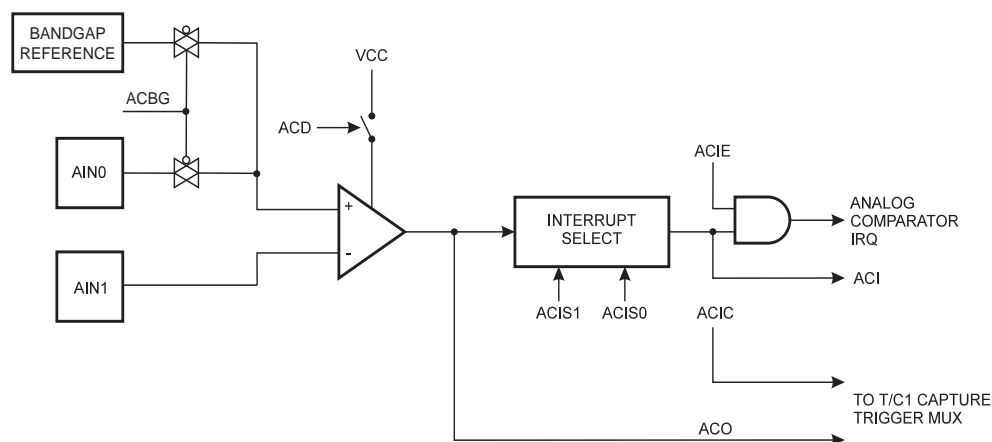 BANDGAP
REFERENCE
ACBG
AIN0
AIN1
VCC
ACD
+
-
INTERRUPT
SELECT
ACIS1
ACIS0
ACIE
ANALOG
COMPARATOR
IRQ
ACI
ACIC
TO T/C1 CAPTURE
TRIGGER MUX
ACO